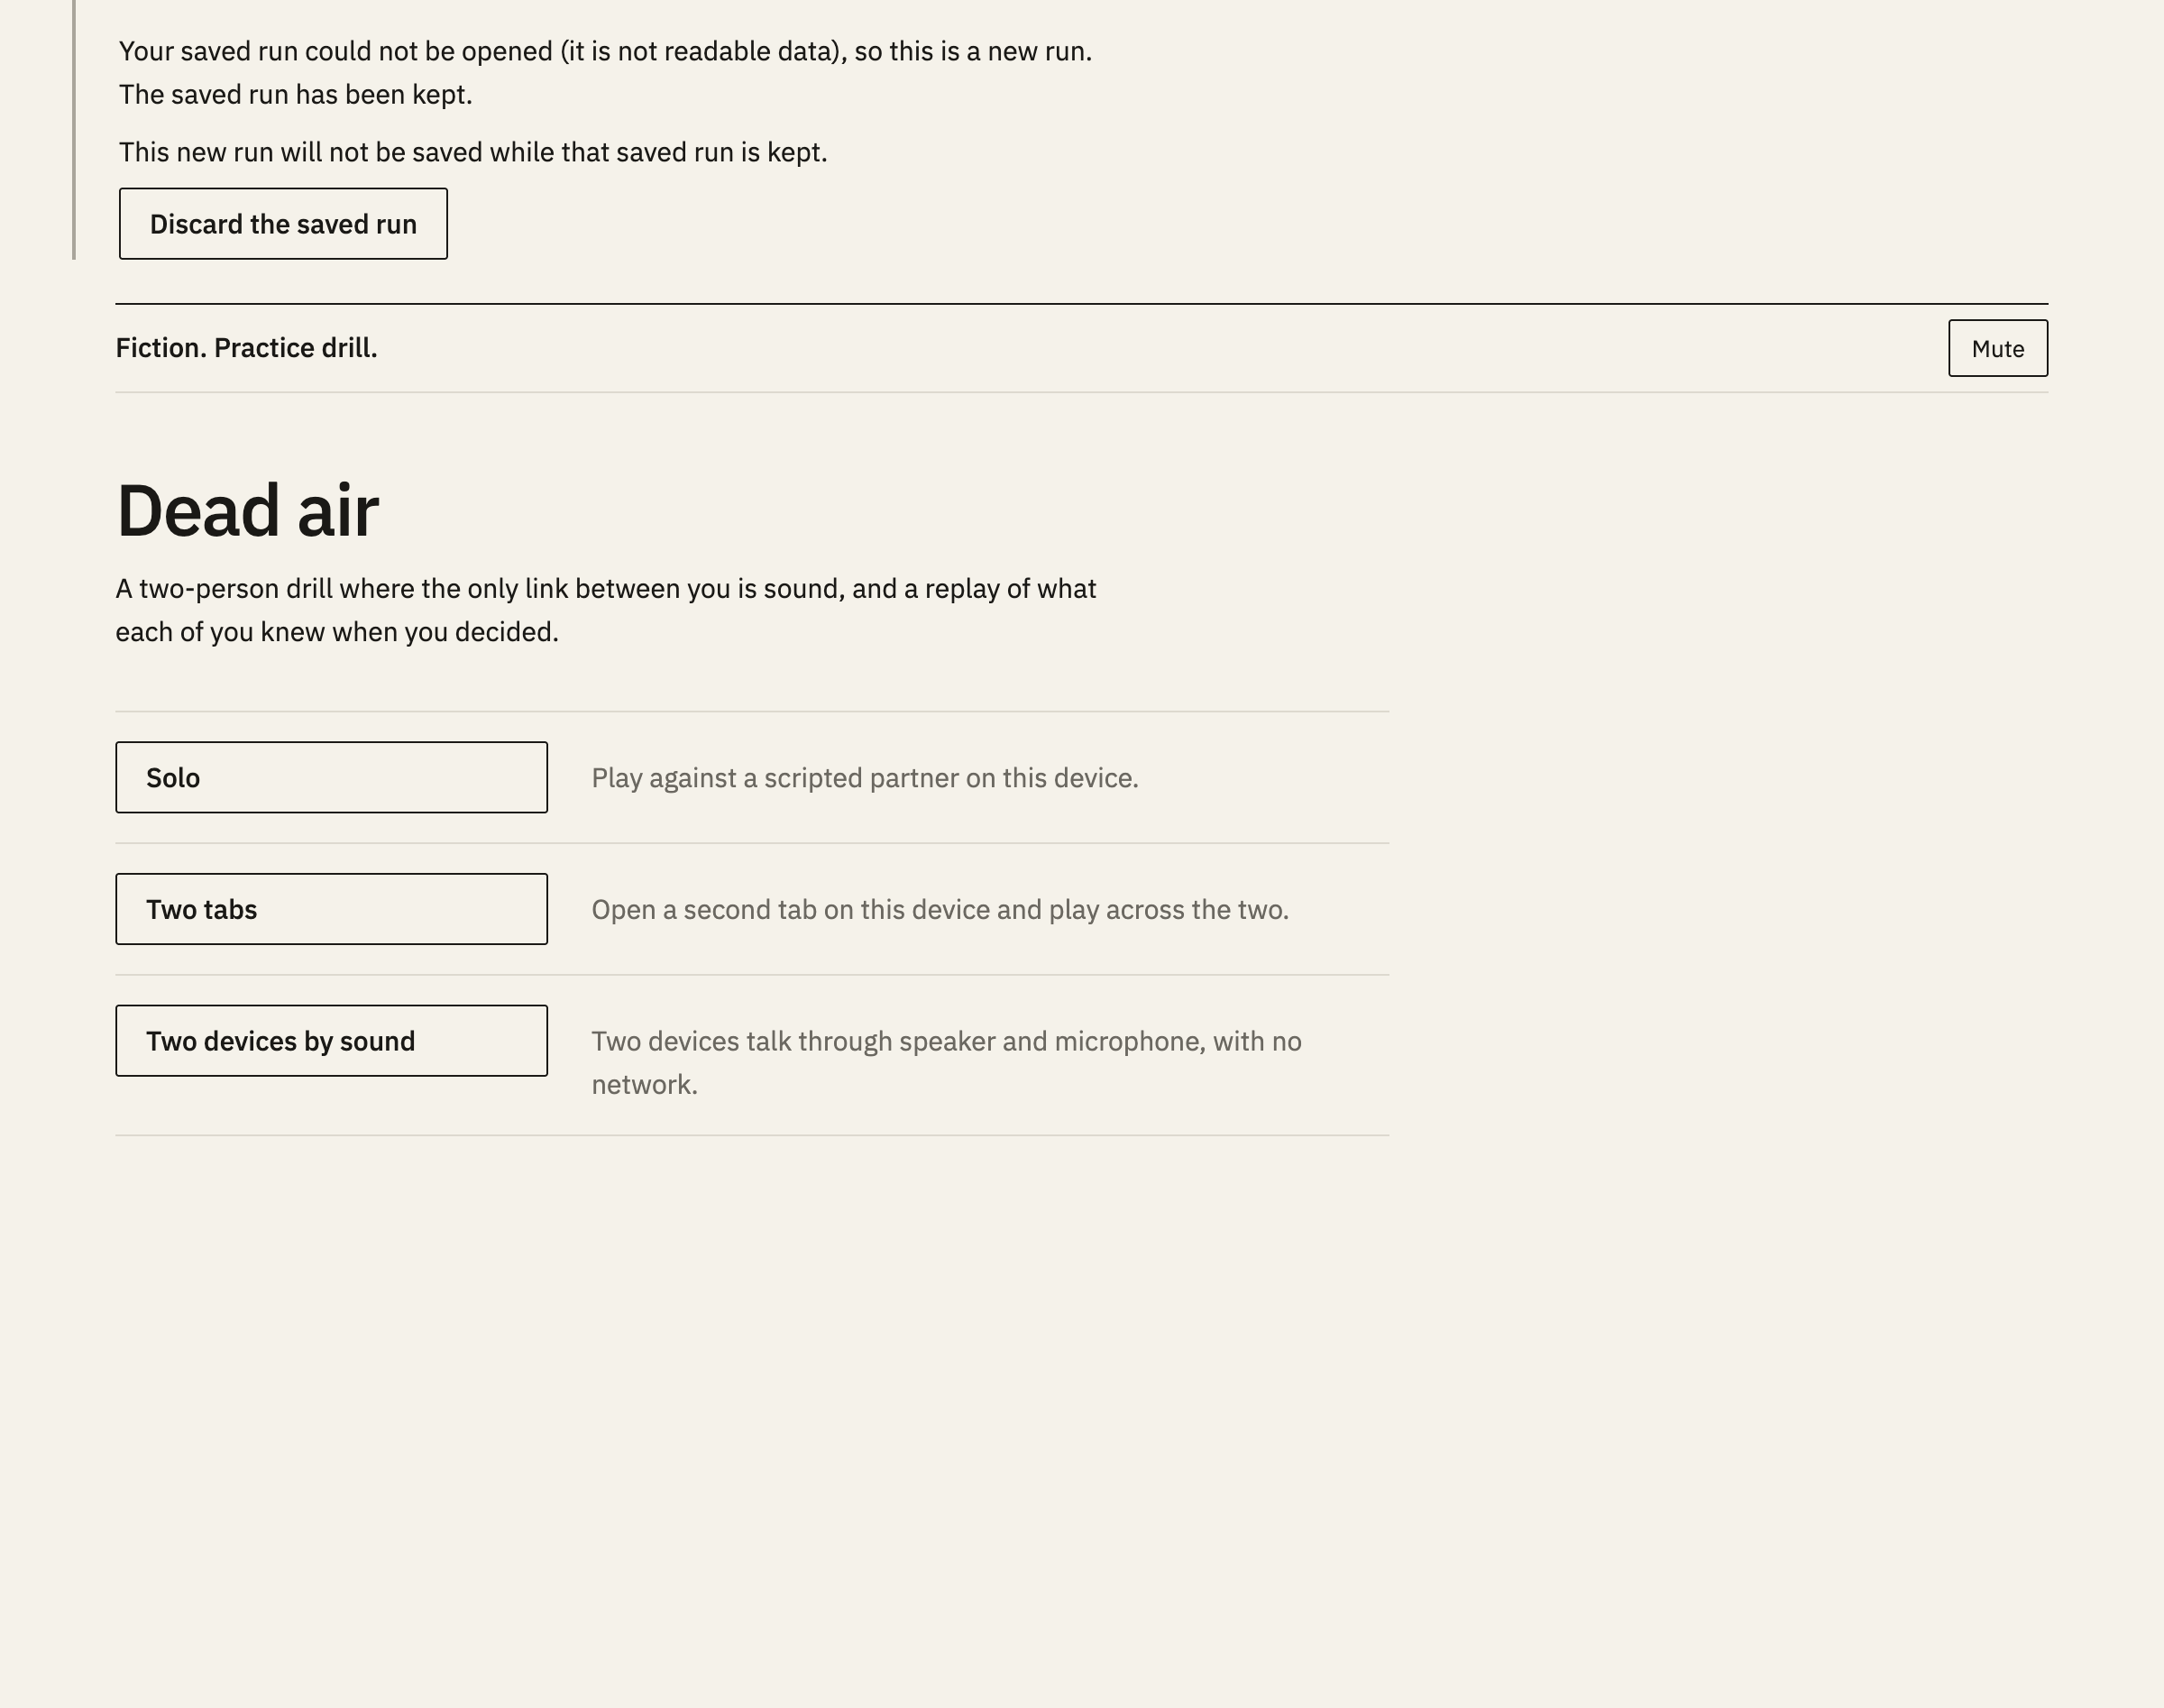 Your saved run could not be opened (it is not readable data), so this is a new run.
The saved run has been kept.
This new run will not be saved while that saved run is kept.
Discard the saved run
Fiction. Practice drill.
Mute
Dead air
A two-person drill where the only link between you is sound, and a replay of what
each of you knew when you decided.
Solo
Play against a scripted partner on this device.
Two tabs
Open a second tab on this device and play across the two.
Two devices by sound
Two devices talk through speaker and microphone, with no
network.